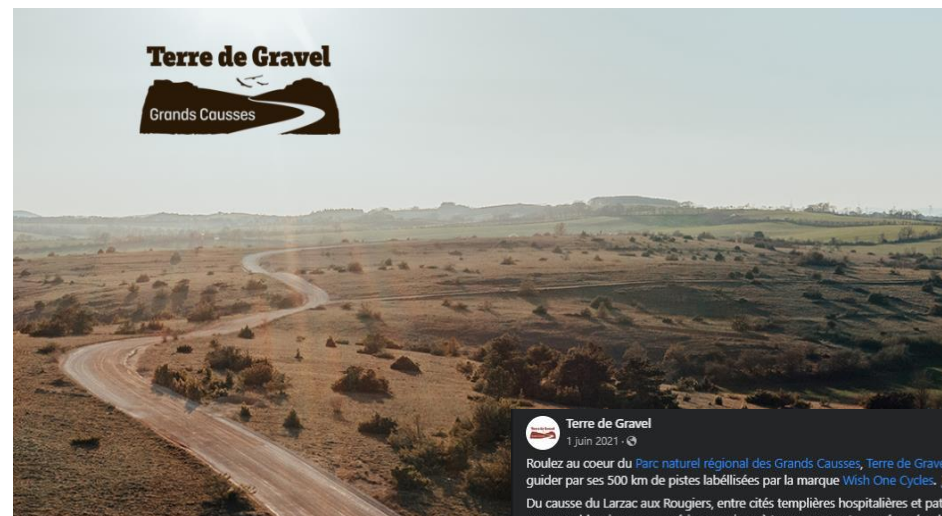 Terre de Gravel
Grands Causses
Terre de Gravel
1 juin 2021 ·
Roulez au coeur du Parc naturel régional des Grands Causses, Terre de Grave
guider par ses 500 km de pistes labéllisées par la marque Wish One Cycles.
Du causse du Larzac aux Rougiers, entre cités templières hospitalières et pat